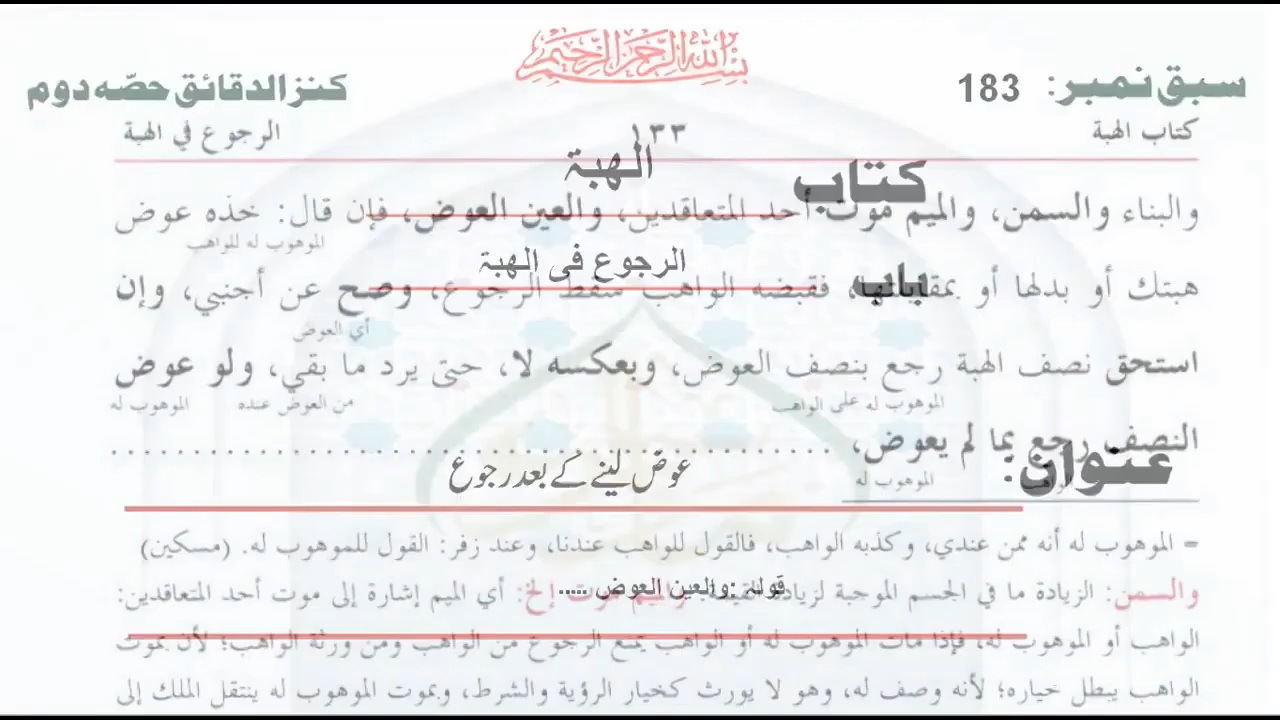 بسم الله الرحمن الرحيم
سبق نمبر: 183
کنز الدقائق حصّہ دوم
كتاب الهبة
١٣٣
الرجوع في الهبة
کتاب
الهبة
والبناء والسمن، والميم موت أحد المتعاقدين، والعين العوض، فإن قال: خذه عوض
الموهوب له للواهب
باب
الرجوع فی الهبة
هبتك أو بدلها أو بمقابلتها، فقبضه الواهب سقط الرجوع، وصح عن أجنبي، وإن
أي العوض
استحق نصف الهبة رجع بنصف العوض، وبعكسه لا، حتى يرد ما بقي، ولو عوض
الموهوب له على الواهب
من العوض عنده
الموهوب له
النصف رجع بما لم يعوض،
عنوان:
عوض لینے کے بعد رجوع
الموهوب له
= الموهوب له أنه ممن عندي، وكذبه الواهب، فالقول للواهب عندنا، وعند زفر: القول للموهوب له. (مسكين)
والسمن: الزيادة ما في الجسم الموجبة لزيادة والميم موت إلخ: أي الميم إشارة إلى موت أحد المتعاقدين:
قولہ :والعين العوض .....
الواهب أو الموهوب له، فإذا مات الموهوب له أو الواهب يمنع الرجوع من الواهب ومن ورثة الواهب؛ لأن بموت
الواهب يبطل خياره؛ لأنه وصف له، وهو لا يورث كخيار الرؤية والشرط، وبموت الموهوب له ينتقل الملك إلى